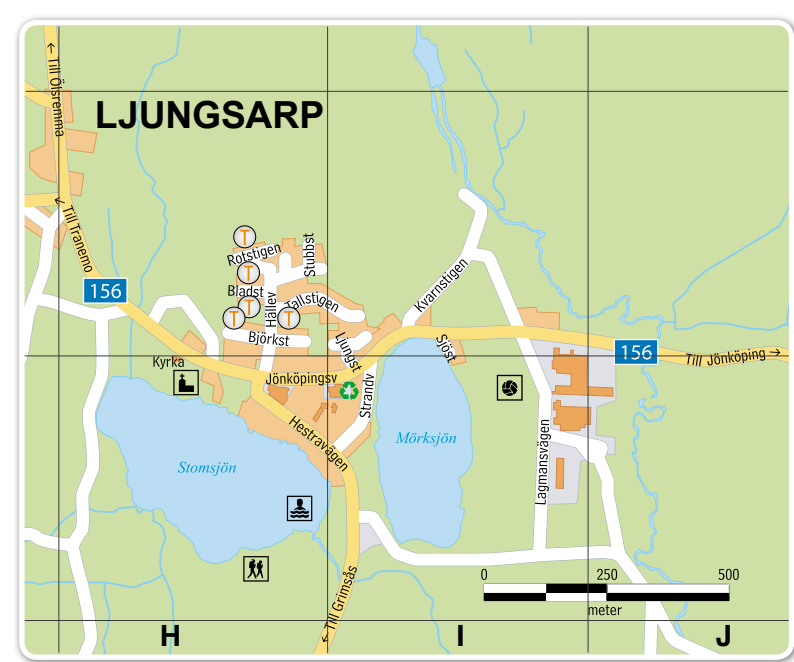 ← Till Ölsremma
LJUNGSARP
← Till Tranemo
Rotstigen
Stubbst
T
T
T
T
T
Bladst
Hällev
Tallstigen
Björkst
Ljungst
Kvarnstigen
Sjöst
156
156
Till Jönköping →
Kyrka
Jönköpingsv
Strandv
Hestravägen
Mörksjön
Stomsjön
Lagmansvägen
← Till Grimsås
0 250 500
meter
H I J